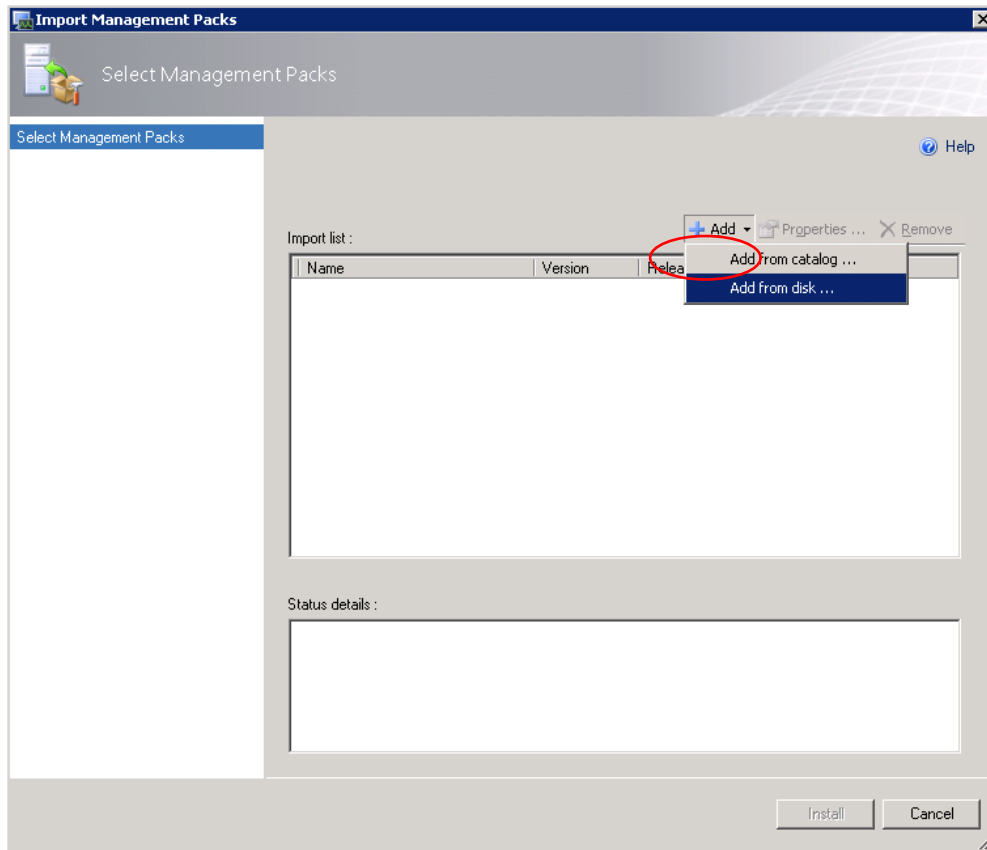 Import Management Packs
Select Management Packs
Select Management Packs
Help
Add
Properties ...
Remove
Import list :
Add from catalog ...
Name
Version
Relea
Add from disk ...
Status details :
Install
Cancel